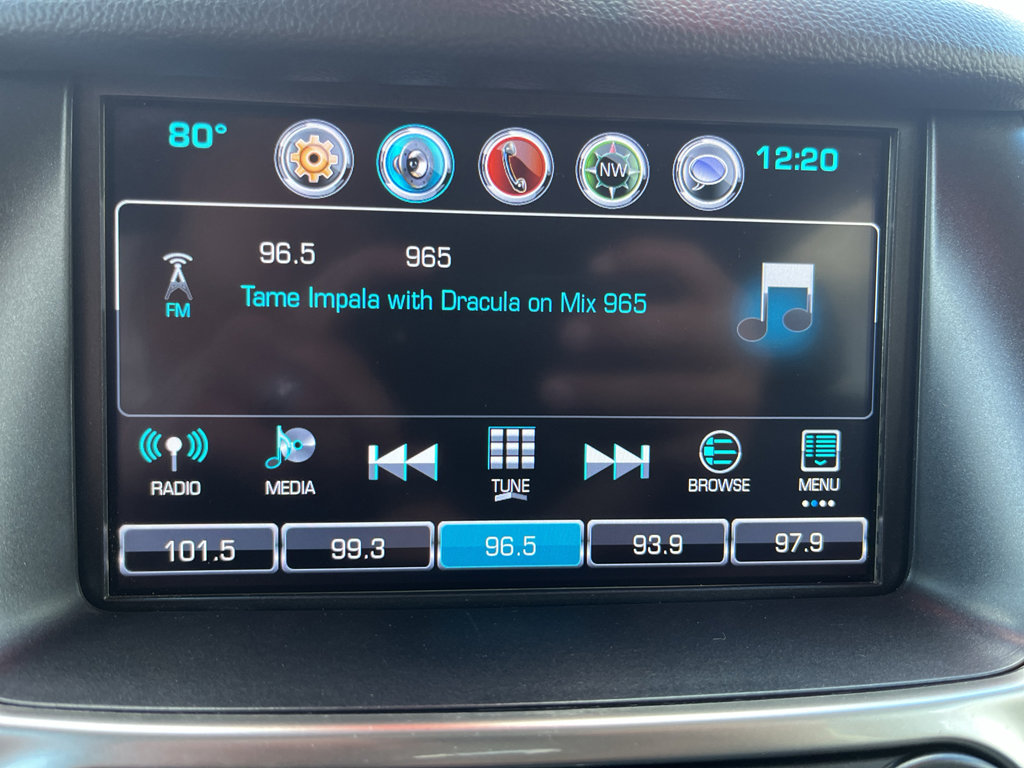 80° NW 12:20
96.5 965
FM
Tame Impala with Dracula on Mix 965
RADIO MEDIA TUNE BROWSE MENU
101.5 99.3 96.5 93.9 97.9